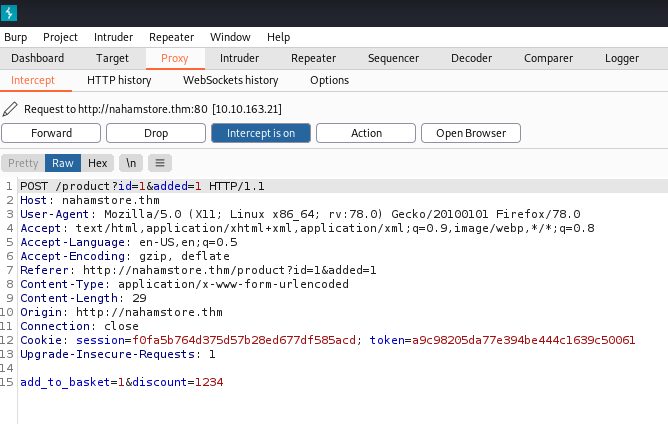 Burp Project Intruder Repeater Window Help
Dashboard Target Proxy Intruder Repeater Sequencer Decoder Comparer Logger
Intercept HTTP history WebSockets history Options
Request to http://nahamstore.thm:80 [10.10.163.21]
Forward Drop Intercept is on Action Open Browser
Pretty Raw Hex \n
1 POST /product?id=1&added=1 HTTP/1.1
2 Host: nahamstore.thm
3 User-Agent: Mozilla/5.0 (X11; Linux x86_64; rv:78.0) Gecko/20100101 Firefox/78.0
4 Accept: text/html,application/xhtml+xml,application/xml;q=0.9,image/webp,*/*;q=0.8
5 Accept-Language: en-US,en;q=0.5
6 Accept-Encoding: gzip, deflate
7 Referer: http://nahamstore.thm/product?id=1&added=1
8 Content-Type: application/x-www-form-urlencoded
9 Content-Length: 29
10 Origin: http://nahamstore.thm
11 Connection: close
12 Cookie: session=f0fa5b764d375d57b28ed677df585acd; token=a9c98205da77e394be444c1639c50061
13 Upgrade-Insecure-Requests: 1
14
15 add_to_basket=1&discount=1234